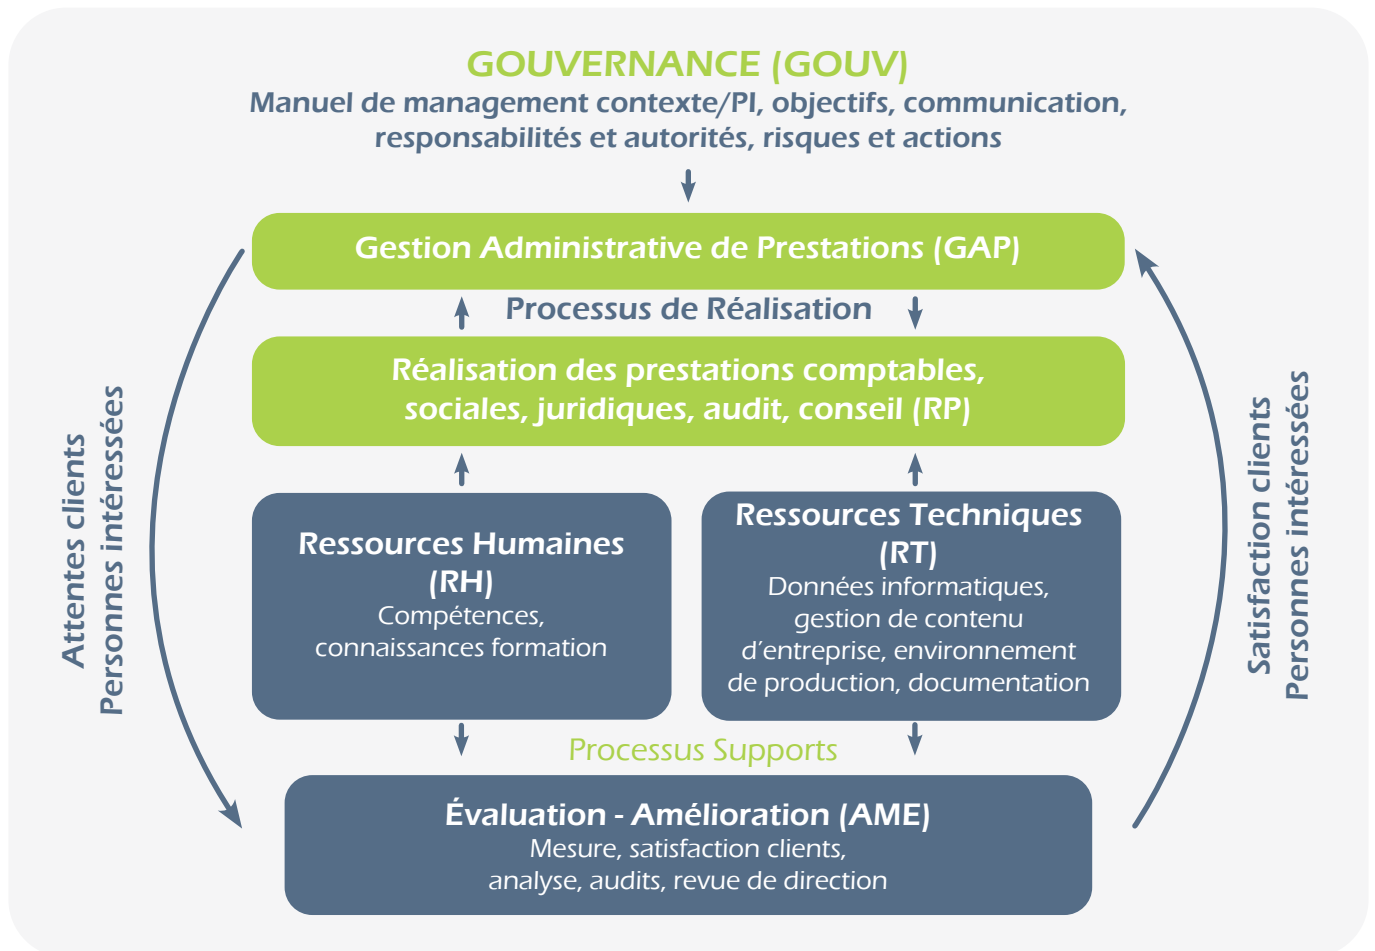 GOUVERNANCE (GOUV)
Manuel de management contexte/PI, objectifs, communication,
responsabilités et autorités, risques et actions
Gestion Administrative de Prestations (GAP)
Processus de Réalisation
Réalisation des prestations comptables,
sociales, juridiques, audit, conseil (RP)
Attentes clients
Personnes intéressées
Ressources Humaines
(RH)
Compétences,
connaissances formation
Ressources Techniques
(RT)
Données informatiques,
gestion de contenu
d’entreprise, environnement
de production, documentation
Satisfaction clients
Personnes intéressées
Processus Supports
Évaluation - Amélioration (AME)
Mesure, satisfaction clients,
analyse, audits, revue de direction